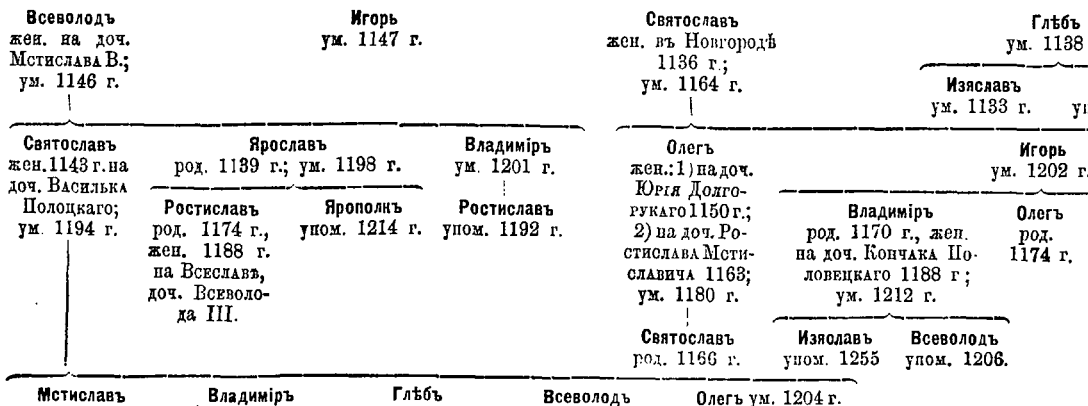 Всеволодъ
жен. на доч.
Мстислава В.;
ум. 1146 г.
Игорь
ум. 1147 г.
Святославъ
жен. въ Новгородѣ
1136 г.;
ум. 1164 г.
Глѣбъ
ум. 1138
Изяславъ
ум. 1133 г.
Святославъ
жен. 1143 г. на
доч. Василька
Полоцкаго;
ум. 1194 г.
Ярославъ
род. 1139 г.; ум. 1198 г.
Ростиславъ
род. 1174 г.,
жен. 1188 г.
на Всеславѣ,
доч. Всеволо-
да III.
Ярополкъ
упом. 1214 г.
Владимiръ
ум. 1201 г.
Ростиславъ
упом. 1192 г.
Олегъ
жен.: 1) на доч.
Юрiя Долго-
рукаго 1150 г.;
2) на доч. Ро-
стислава Мсти-
славича 1163;
ум. 1180 г.
Святославъ
род. 1166 г.
Игорь
ум. 1202 г.
Владимiръ
род. 1170 г., жен.
на доч. Кончака По-
ловецкаго 1188 г;
ум. 1212 г.
Олегъ
род.
1174 г.
Изяславъ
упом. 1255
Всеволодъ
упом. 1206.
Мстиславъ
Владимiръ
Глѣбъ
Всеволодъ
Олегъ ум. 1204 г.